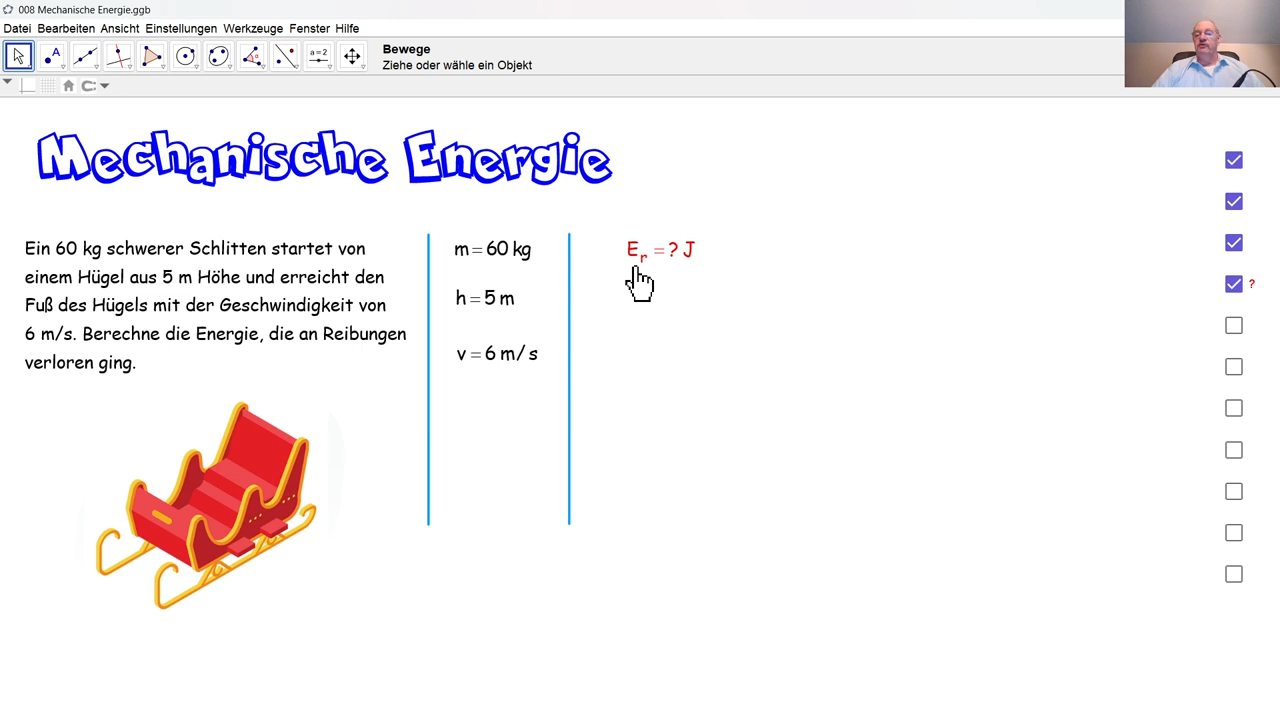 008 Mechanische Energie.ggb
Datei Bearbeiten Ansicht Einstellungen Werkzeuge Fenster Hilfe
A
a=2
Bewege
Ziehe oder wähle ein Objekt
Mechanische Energie
Ein 60 kg schwerer Schlitten startet von
einem Hügel aus 5 m Höhe und erreicht den
Fuß des Hügels mit der Geschwindigkeit von
6 m/s. Berechne die Energie, die an Reibungen
verloren ging.
m = 60 kg
h = 5 m
v = 6 m/s
E_r = ? J
?